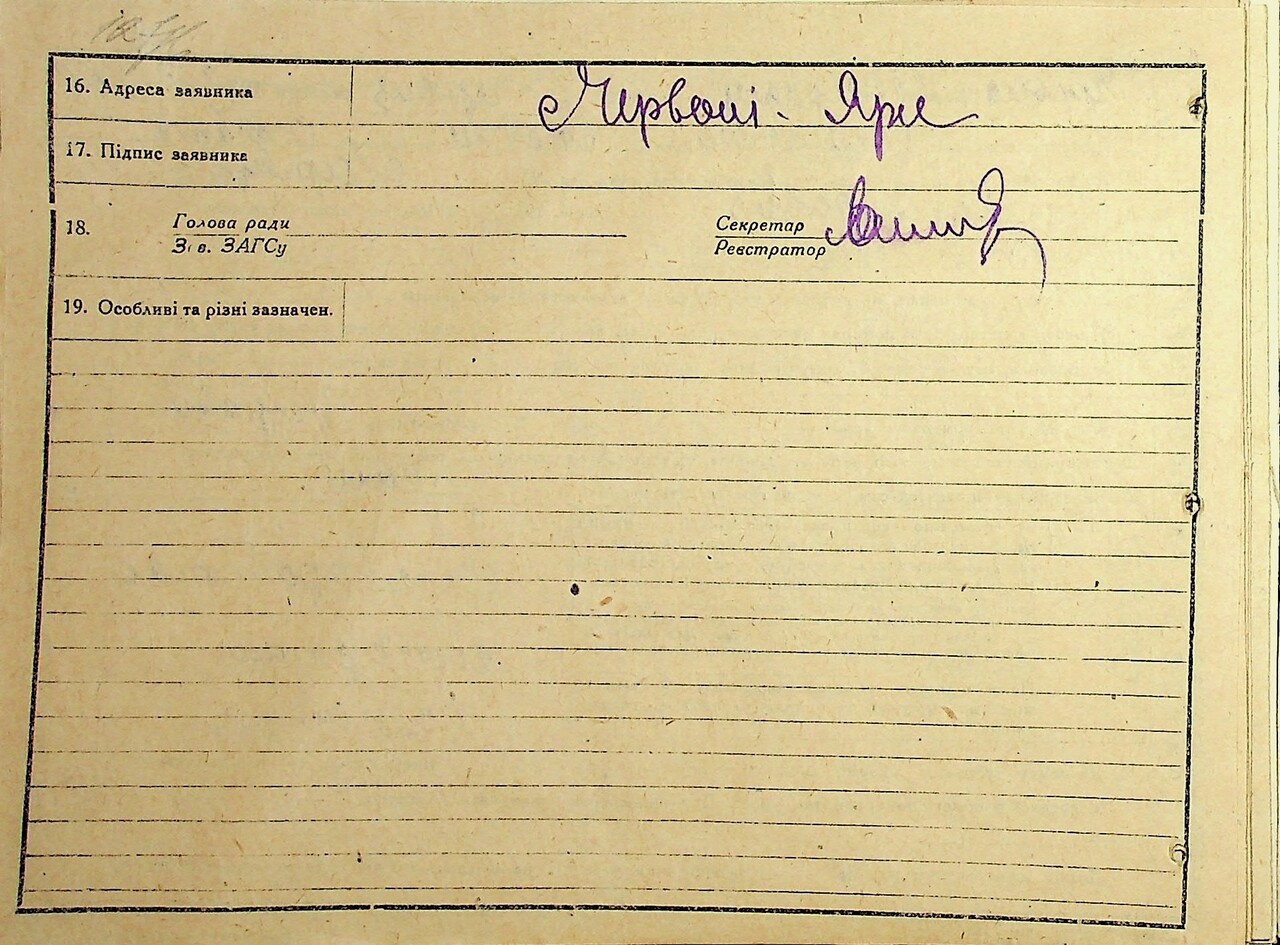 16. Адреса заявника Червоні-Яри
17. Підпис заявника
18. Голова ради Секретар
Зав. ЗАГСу Реєстратор
19. Особливі та різні зазначен.